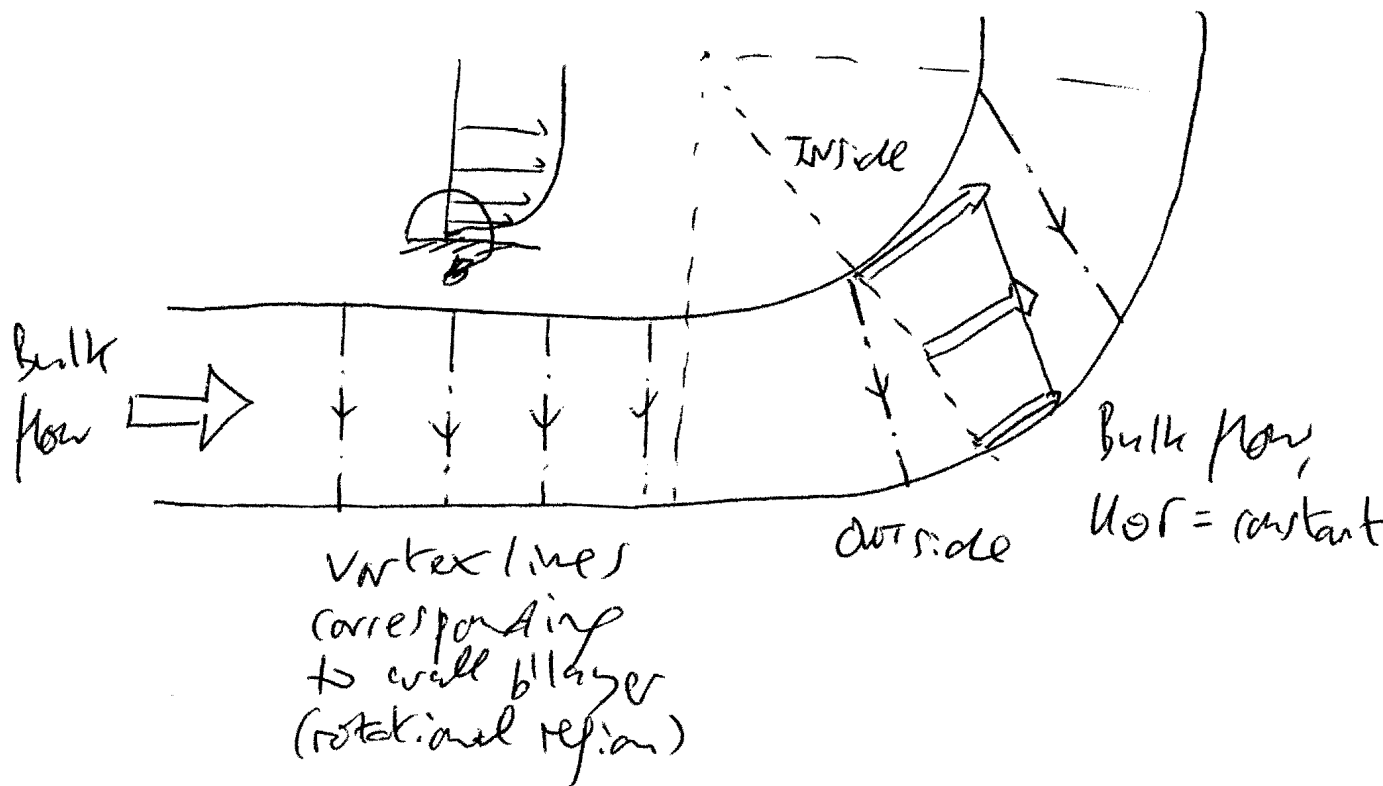 Inside
Bulk
flow
Bulk flow,
uθr = constant
Outside
Vortex lines
corresponding
to wall b'layer
(rotational region)